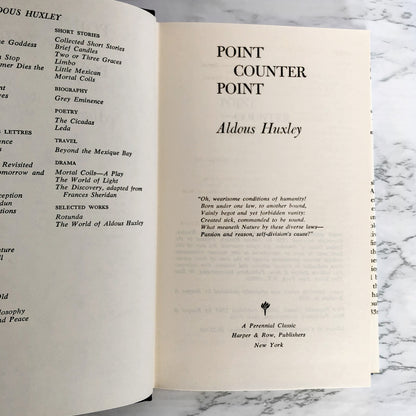 LDOUS HUXLEY
e Goddess
Stop
mer Dies the
LETTRES
Revisited
omorrow and
ception
dun
tions
nture
ll
Old
losophy
nd Peace
SHORT STORIES
Collected Short Stories
Brief Candles
Two or Three Graces
Limbo
Little Mexican
Mortal Coils
BIOGRAPHY
Grey Eminence
POETRY
The Cicadas
Leda
TRAVEL
Beyond the Mexique Bay
DRAMA
Mortal Coils—A Play
The World of Light
The Discovery, adapted from
Frances Sheridan
SELECTED WORKS
Rotunda
The World of Aldous Huxley
POINT
COUNTER
POINT
Aldous Huxley
"Oh, wearisome conditions of humanity!
Born under one law, to another bound,
Vainly begot and yet forbidden vanity:
Created sick, commanded to be sound.
What meaneth Nature by these diverse laws—
Passion and reason, self-division's cause?"
A Perennial Classic
Harper & Row, Publishers
New York